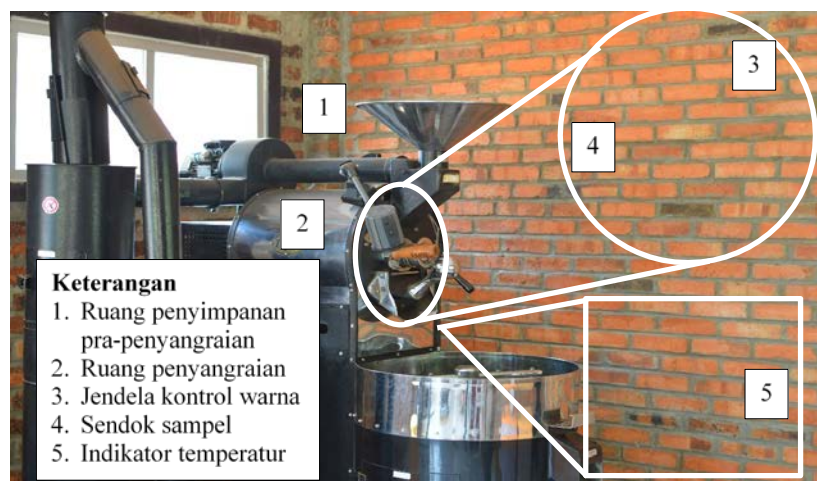 3
1
4
2
Keterangan
1. Ruang penyimpanan
pra-penyangraian
2. Ruang penyangraian
3. Jendela kontrol warna
4. Sendok sampel
5. Indikator temperatur
5